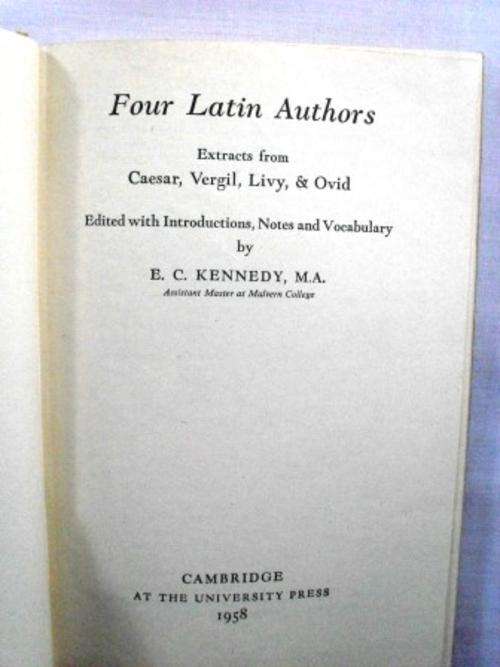 Four Latin Authors
Extracts from
Caesar, Vergil, Livy, & Ovid
Edited with Introductions, Notes and Vocabulary
by
E. C. KENNEDY, M.A.
Assistant Master at Malvern College
CAMBRIDGE
AT THE UNIVERSITY PRESS
1958